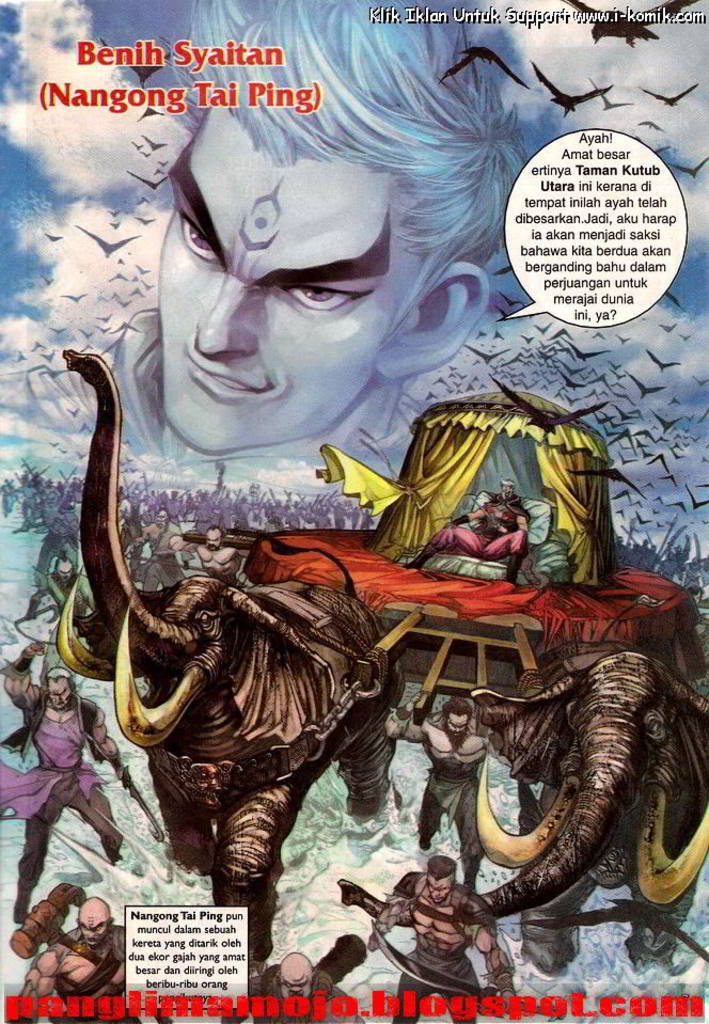 Klik Iklan Untuk Support www.i-komik.com
Benih Syaitan
(Nangong Tai Ping)
Ayah!
Amat besar
ertinya Taman Kutub
Utara ini kerana di
tempat inilah ayah telah
dibesarkan.Jadi, aku harap
ia akan menjadi saksi
bahawa kita berdua akan
berganding bahu dalam
perjuangan untuk
merajai dunia
ini, ya?
Nangong Tai Ping pun
muncul dalam sebuah
kereta yang ditarik oleh
dua ekor gajah yang amat
besar dan diiringi oleh
beribu-ribu orang
panglimamojo.blogspot.com